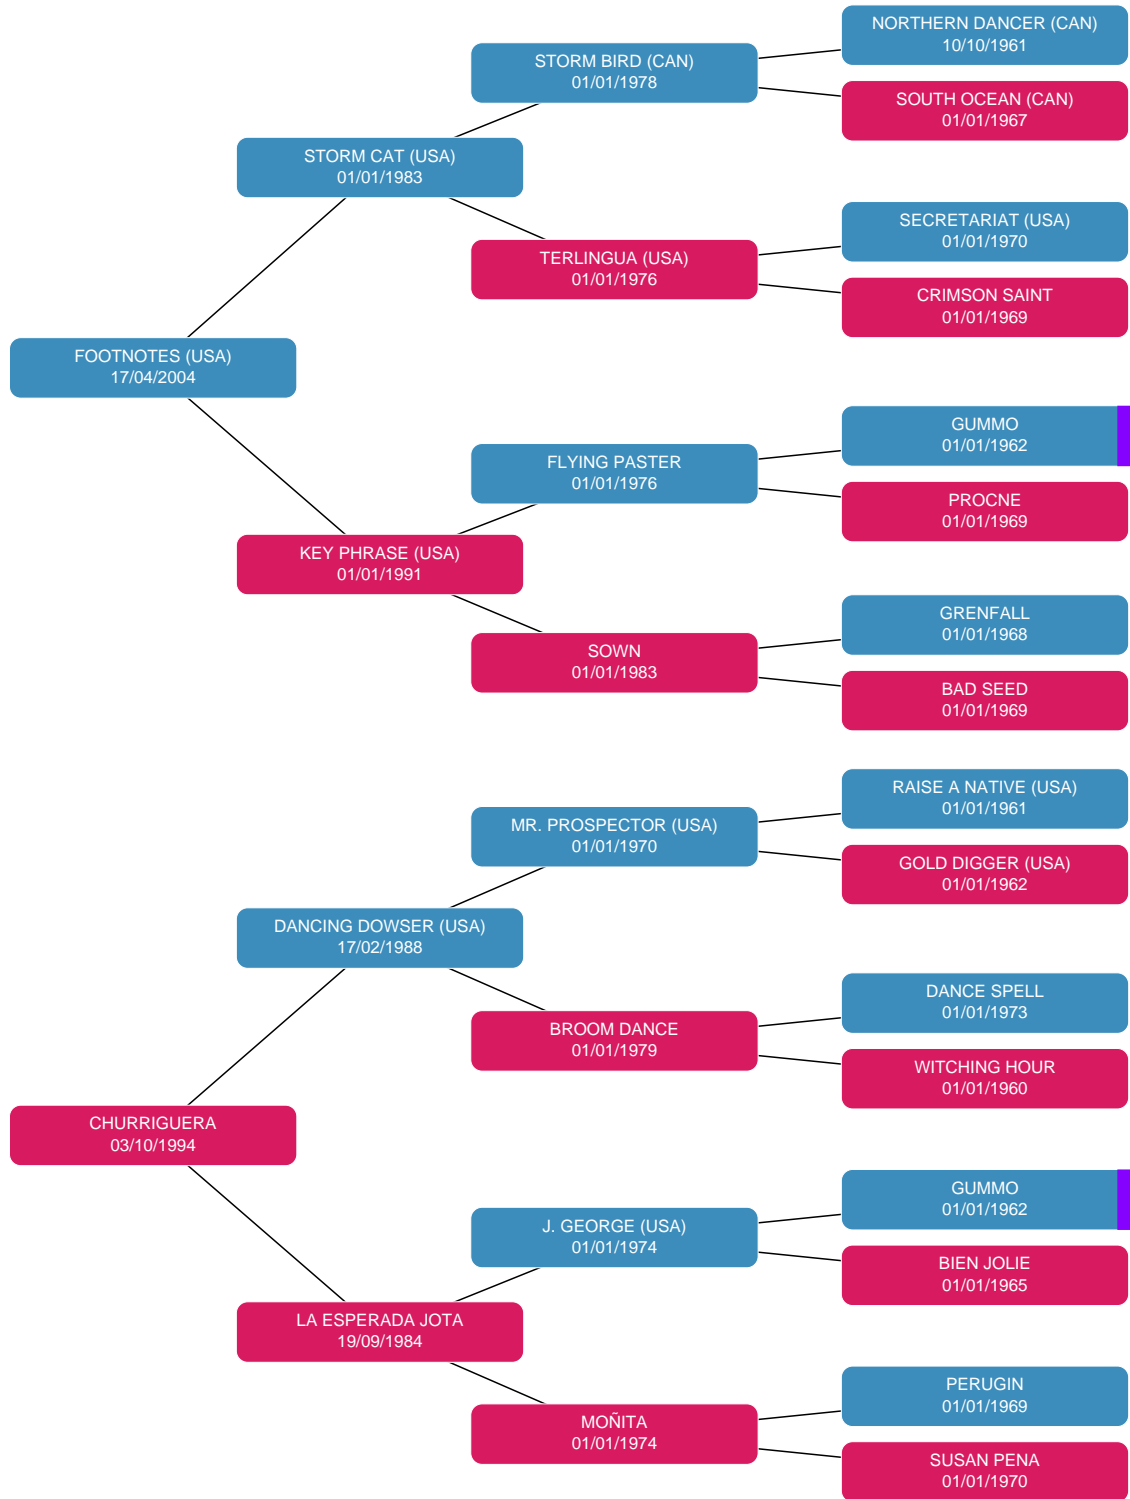 NORTHERN DANCER (CAN)
10/10/1961
STORM BIRD (CAN)
01/01/1978
SOUTH OCEAN (CAN)
01/01/1967
STORM CAT (USA)
01/01/1983
SECRETARIAT (USA)
01/01/1970
TERLINGUA (USA)
01/01/1976
CRIMSON SAINT
01/01/1969
FOOTNOTES (USA)
17/04/2004
GUMMO
01/01/1962
FLYING PASTER
01/01/1976
PROCNE
01/01/1969
KEY PHRASE (USA)
01/01/1991
GRENFALL
01/01/1968
SOWN
01/01/1983
BAD SEED
01/01/1969
RAISE A NATIVE (USA)
01/01/1961
MR. PROSPECTOR (USA)
01/01/1970
GOLD DIGGER (USA)
01/01/1962
DANCING DOWSER (USA)
17/02/1988
DANCE SPELL
01/01/1973
BROOM DANCE
01/01/1979
WITCHING HOUR
01/01/1960
CHURRIGUERA
03/10/1994
GUMMO
01/01/1962
J. GEORGE (USA)
01/01/1974
BIEN JOLIE
01/01/1965
LA ESPERADA JOTA
19/09/1984
PERUGIN
01/01/1969
MOÑITA
01/01/1974
SUSAN PENA
01/01/1970